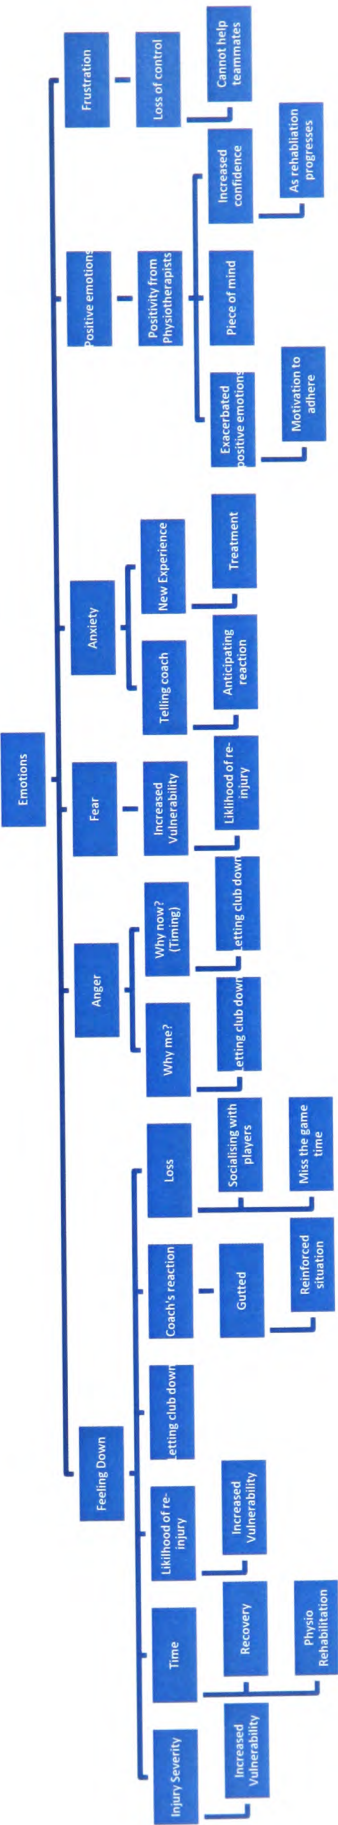 Emotions
Feeling Down
Anger
Fear
Anxiety
Positive emotions
Frustration
Injury Severity
Time
Liklihood of re-
injury
Letting club down
Coach's reaction
Loss
Why me?
Why now?
(Timing)
Increased
Vulnerability
Telling coach
New Experience
Positivity from
Physiotherapists
Loss of control
Increased
Vulnerability
Recovery
Physio
Rehabilitation
Increased
Vulnerability
Gutted
Reinforced
situation
Socialising with
players
Miss the game
time
Letting club down
Letting club down
Liklihood of re-
injury
Anticipating
reaction
Treatment
Exacerbated
positive emotions
Motivation to
adhere
Piece of mind
Increased
confidence
As rehabliation
progresses
Cannot help
teammates